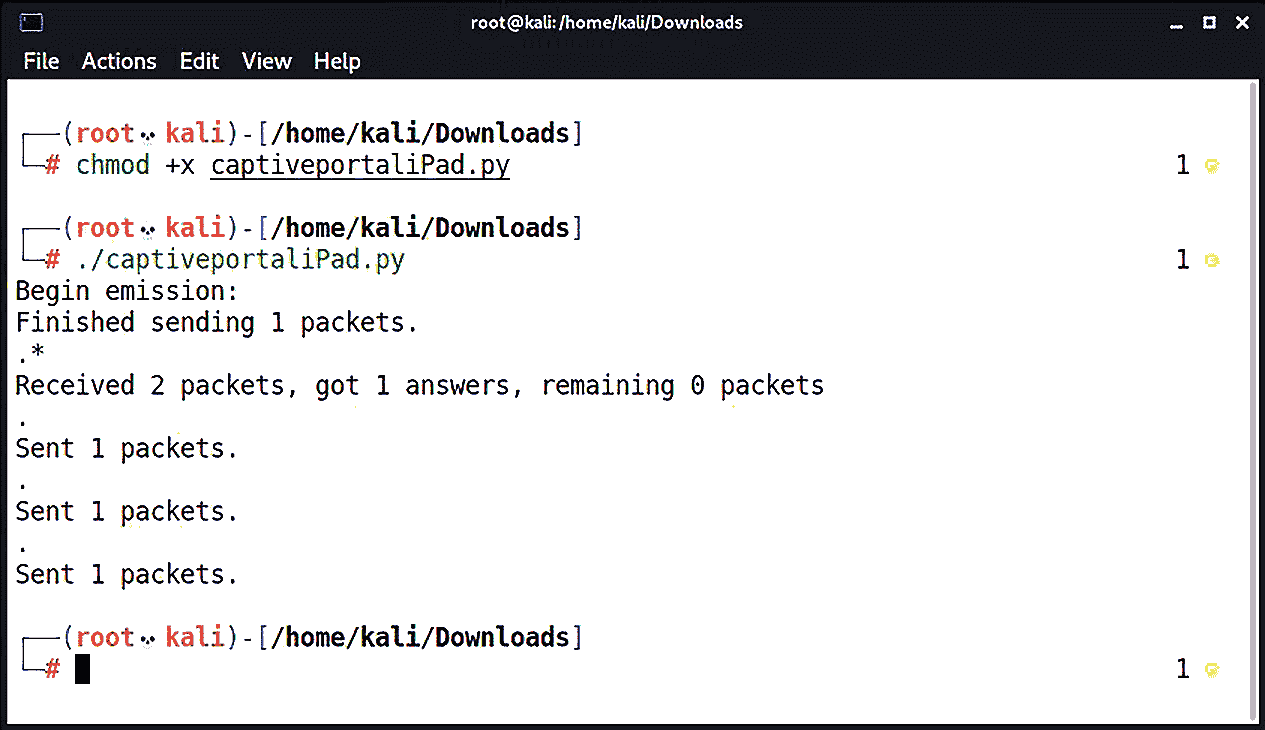 root@kali:/home/kali/Downloads
File Actions Edit View Help
┌──(root💀kali)-[/home/kali/Downloads]
└─# chmod +x captiveportaliPad.py 1 ⚙
┌──(root💀kali)-[/home/kali/Downloads]
└─# ./captiveportaliPad.py 1 ⚙
Begin emission:
Finished sending 1 packets.
.*
Received 2 packets, got 1 answers, remaining 0 packets
.
Sent 1 packets.
.
Sent 1 packets.
.
Sent 1 packets.
┌──(root💀kali)-[/home/kali/Downloads]
└─# 1 ⚙